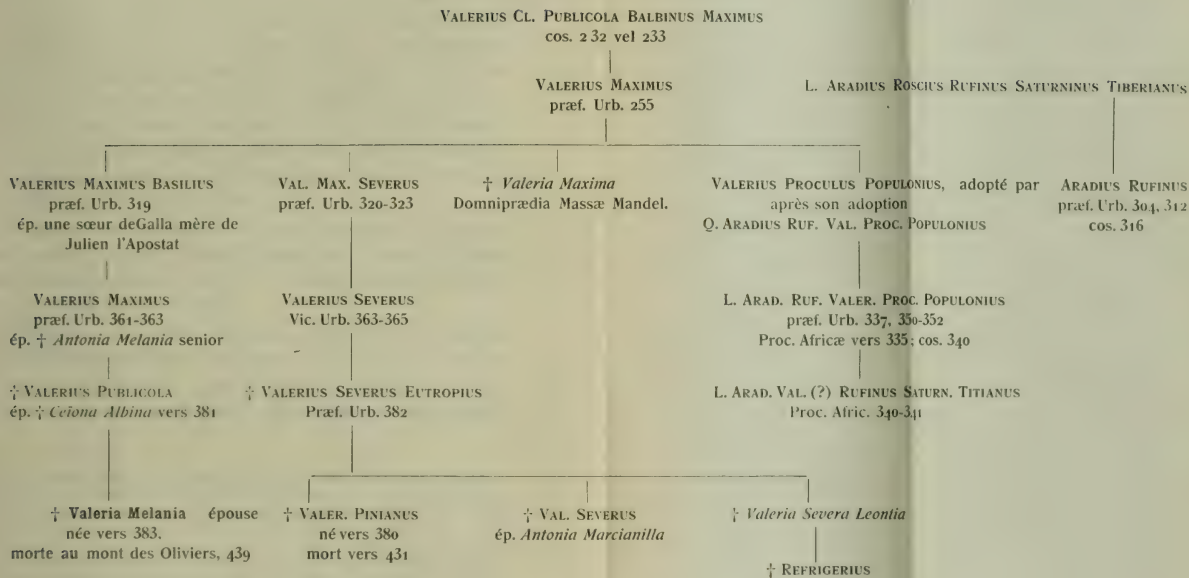 VALERIUS CL. PUBLICOLA BALBINUS MAXIMUS
cos. 232 vel 233
VALERIUS MAXIMUS
præf. Urb. 255
L. ARADIUS ROSCIUS RUFINUS SATURNINUS TIBERIANUS
VALERIUS MAXIMUS BASILIUS
præf. Urb. 319
ép. une sœur deGalla mère de
Julien l'Apostat
VAL. MAX. SEVERUS
præf. Urb. 320-323
† Valeria Maxima
Domniprædia Massæ Mandel.
VALERIUS PROCULUS POPULONIUS, adopté par
après son adoption
Q. ARADIUS RUF. VAL. PROC. POPULONIUS
ARADIUS RUFINUS
præf. Urb. 304, 312
cos. 316
VALERIUS MAXIMUS
præf. Urb. 361-363
ép. † Antonia Melania senior
VALERIUS SEVERUS
Vic. Urb. 363-365
L. ARAD. RUF. VALER. PROC. POPULONIUS
præf. Urb. 337, 350-352
Proc. Africæ vers 335; cos. 340
† VALERIUS PUBLICOLA
ép. † Ceiona Albina vers 381
† VALERIUS SEVERUS EUTROPIUS
Præf. Urb. 382
L. ARAD. VAL. (?) RUFINUS SATURN. TITIANUS
Proc. Afric. 340-341
† Valeria Melania épouse
née vers 383.
morte au mont des Oliviers, 439
† VALER. PINIANUS
né vers 380
mort vers 431
† VAL. SEVERUS
ép. Antonia Marcianilla
† Valeria Severa Leontia
† REFRIGERIUS